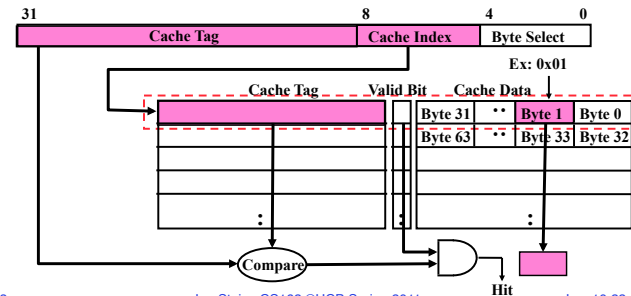 31 8 4 0
Cache Tag Cache Index Byte Select
Ex: 0x01
Cache Tag Valid Bit Cache Data
Byte 31 Byte 1 Byte 0
Byte 63 Byte 33 Byte 32
Compare
Hit